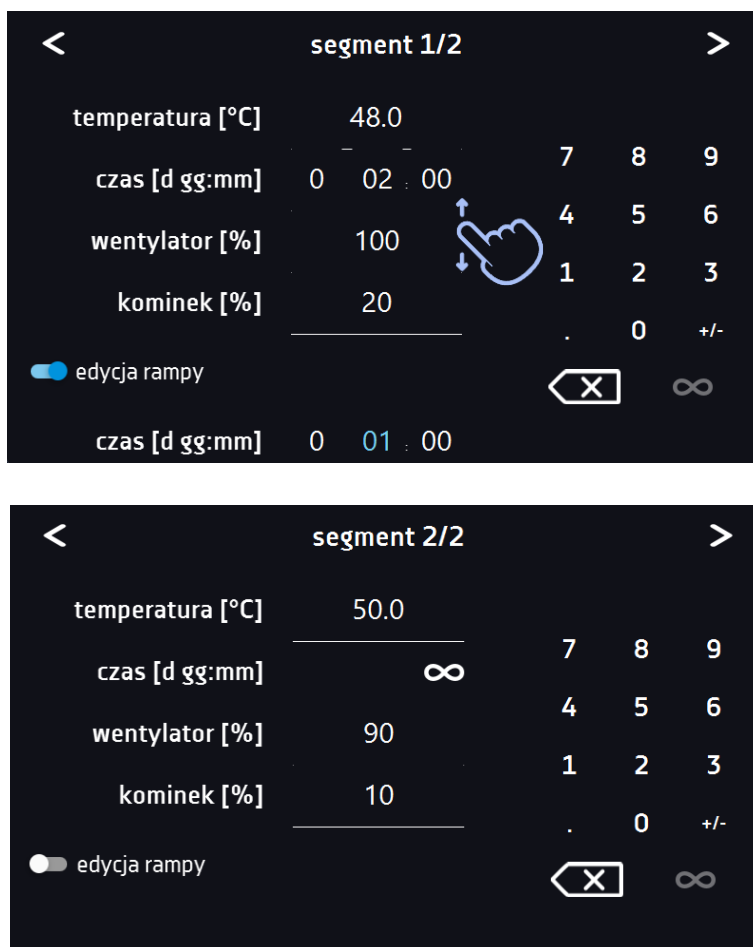 < segment 1/2 >
temperatura [°C] 48.0
7 8 9
czas [d gg:mm] 0 02 : 00
4 5 6
wentylator [%] 100
1 2 3
kominek [%] 20
. 0 +/-
edycja rampy
X ∞
czas [d gg:mm] 0 01 : 00
< segment 2/2 >
temperatura [°C] 50.0
7 8 9
czas [d gg:mm] ∞
4 5 6
wentylator [%] 90
1 2 3
kominek [%] 10
. 0 +/-
edycja rampy
X ∞